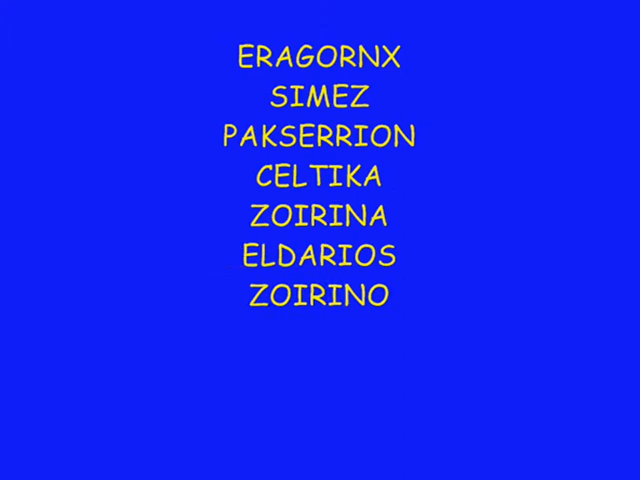 ERAGORNX
SIMEZ
PAKSERRION
CELTIKA
ZOIRINA
ELDARIOS
ZOIRINO